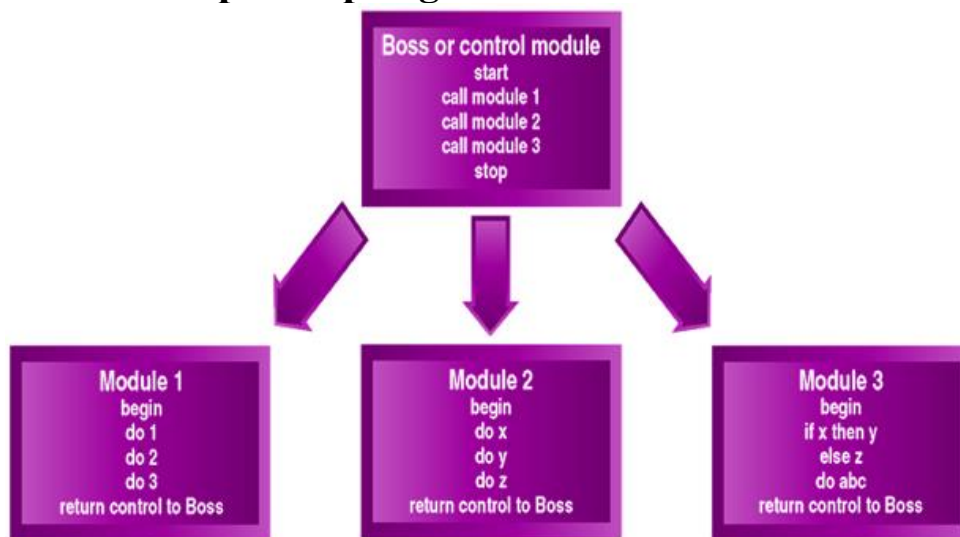 Boss or control module
start
call module 1
call module 2
call module 3
stop
Module 1
begin
do 1
do 2
do 3
return control to Boss
Module 2
begin
do x
do y
do z
return control to Boss
Module 3
begin
if x then y
else z
do abc
return control to Boss